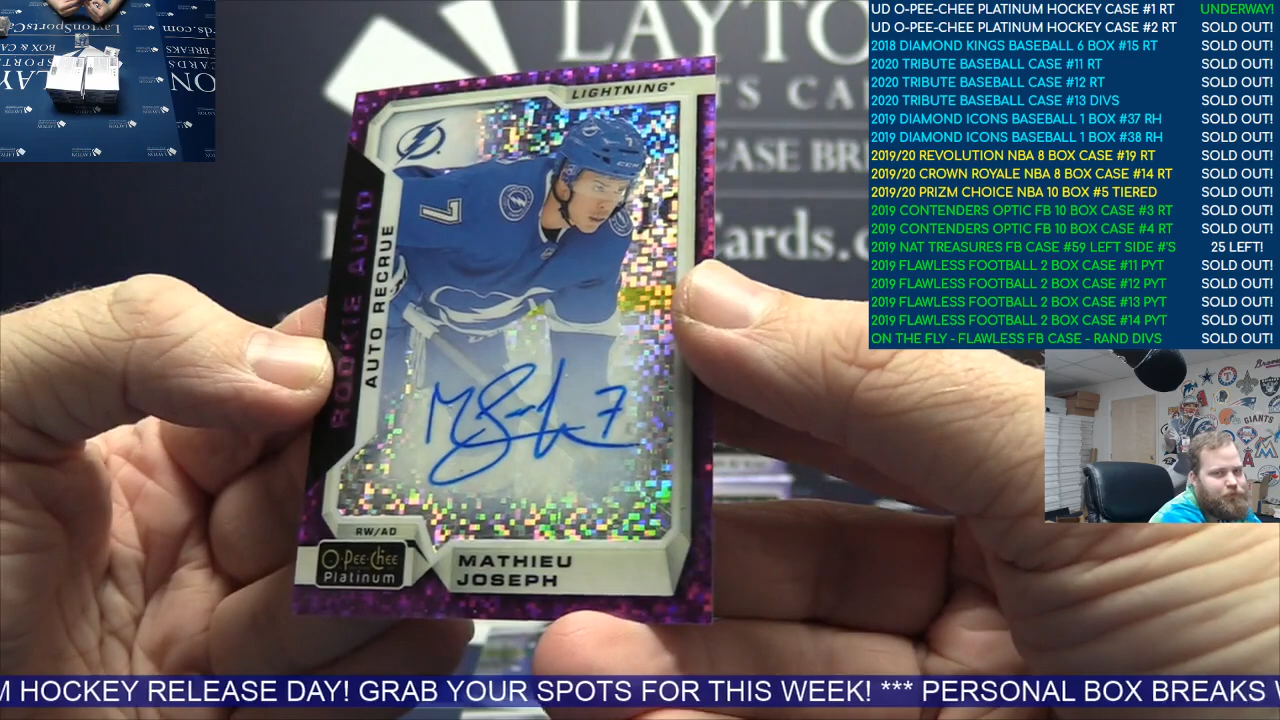 UD O-PEE-CHEE PLATINUM HOCKEY CASE #1 RT UNDERWAY!
UD O-PEE-CHEE PLATINUM HOCKEY CASE #2 RT SOLD OUT!
2018 DIAMOND KINGS BASEBALL 6 BOX #15 RT SOLD OUT!
2020 TRIBUTE BASEBALL CASE #11 RT SOLD OUT!
2020 TRIBUTE BASEBALL CASE #12 RT SOLD OUT!
2020 TRIBUTE BASEBALL CASE #13 DIVS SOLD OUT!
2019 DIAMOND ICONS BASEBALL 1 BOX #37 RH SOLD OUT!
2019 DIAMOND ICONS BASEBALL 1 BOX #38 RH SOLD OUT!
2019/20 REVOLUTION NBA 8 BOX CASE #19 RT SOLD OUT!
2019/20 CROWN ROYALE NBA 8 BOX CASE #14 RT SOLD OUT!
2019/20 PRIZM CHOICE NBA 10 BOX #5 TIERED SOLD OUT!
2019 CONTENDERS OPTIC FB 10 BOX CASE #3 RT SOLD OUT!
2019 CONTENDERS OPTIC FB 10 BOX CASE #4 RT SOLD OUT!
2019 NAT TREASURES FB CASE #59 LEFT SIDE #'S 25 LEFT!
2019 FLAWLESS FOOTBALL 2 BOX CASE #11 PYT SOLD OUT!
2019 FLAWLESS FOOTBALL 2 BOX CASE #12 PYT SOLD OUT!
2019 FLAWLESS FOOTBALL 2 BOX CASE #13 PYT SOLD OUT!
2019 FLAWLESS FOOTBALL 2 BOX CASE #14 PYT SOLD OUT!
ON THE FLY - FLAWLESS FB CASE - RAND DIVS SOLD OUT!
LAYTO
TS CA
CASE BR
Cards.c
LIGHTNING
7
ROOKIE AUTO
AUTO RECRUE
7
RW/AD
O-Pee-Chee
Platinum
MATHIEU
JOSEPH
GIANTS
M HOCKEY RELEASE DAY! GRAB YOUR SPOTS FOR THIS WEEK! *** PERSONAL BOX BREAKS